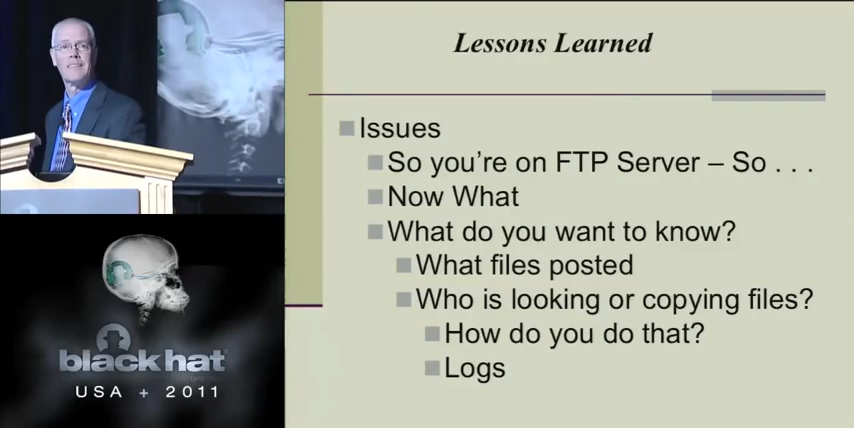 Lessons Learned
Issues
So you're on FTP Server – So . . .
Now What
What do you want to know?
What files posted
Who is looking or copying files?
How do you do that?
Logs
black hat
USA + 2011